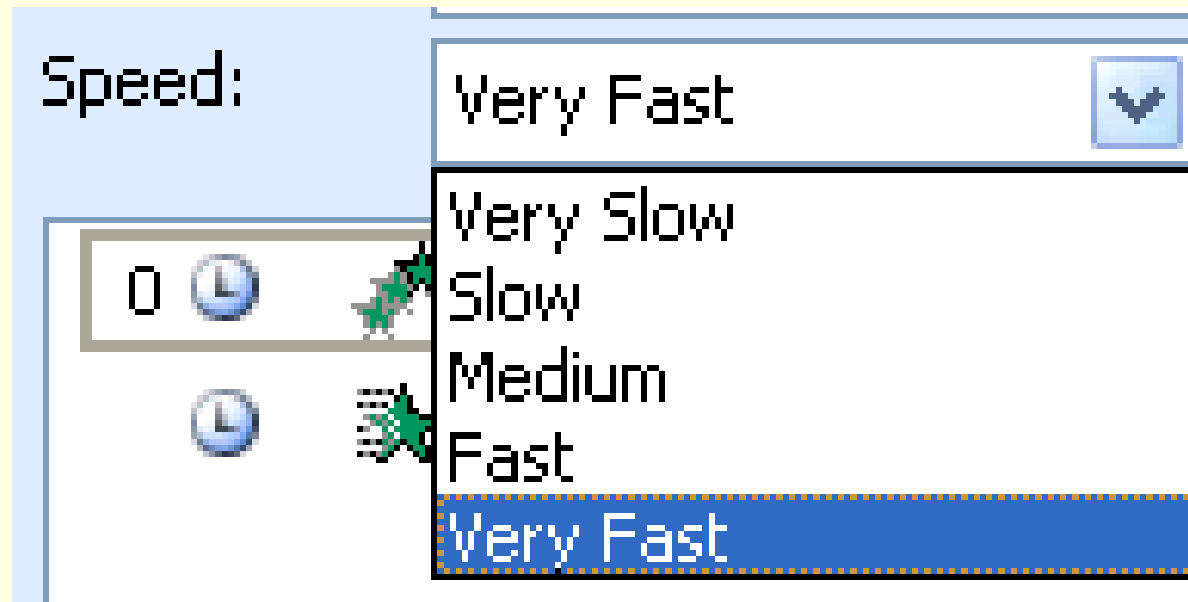 Speed:
Very Fast
Very Slow
0
Slow
Medium
Fast
Very Fast